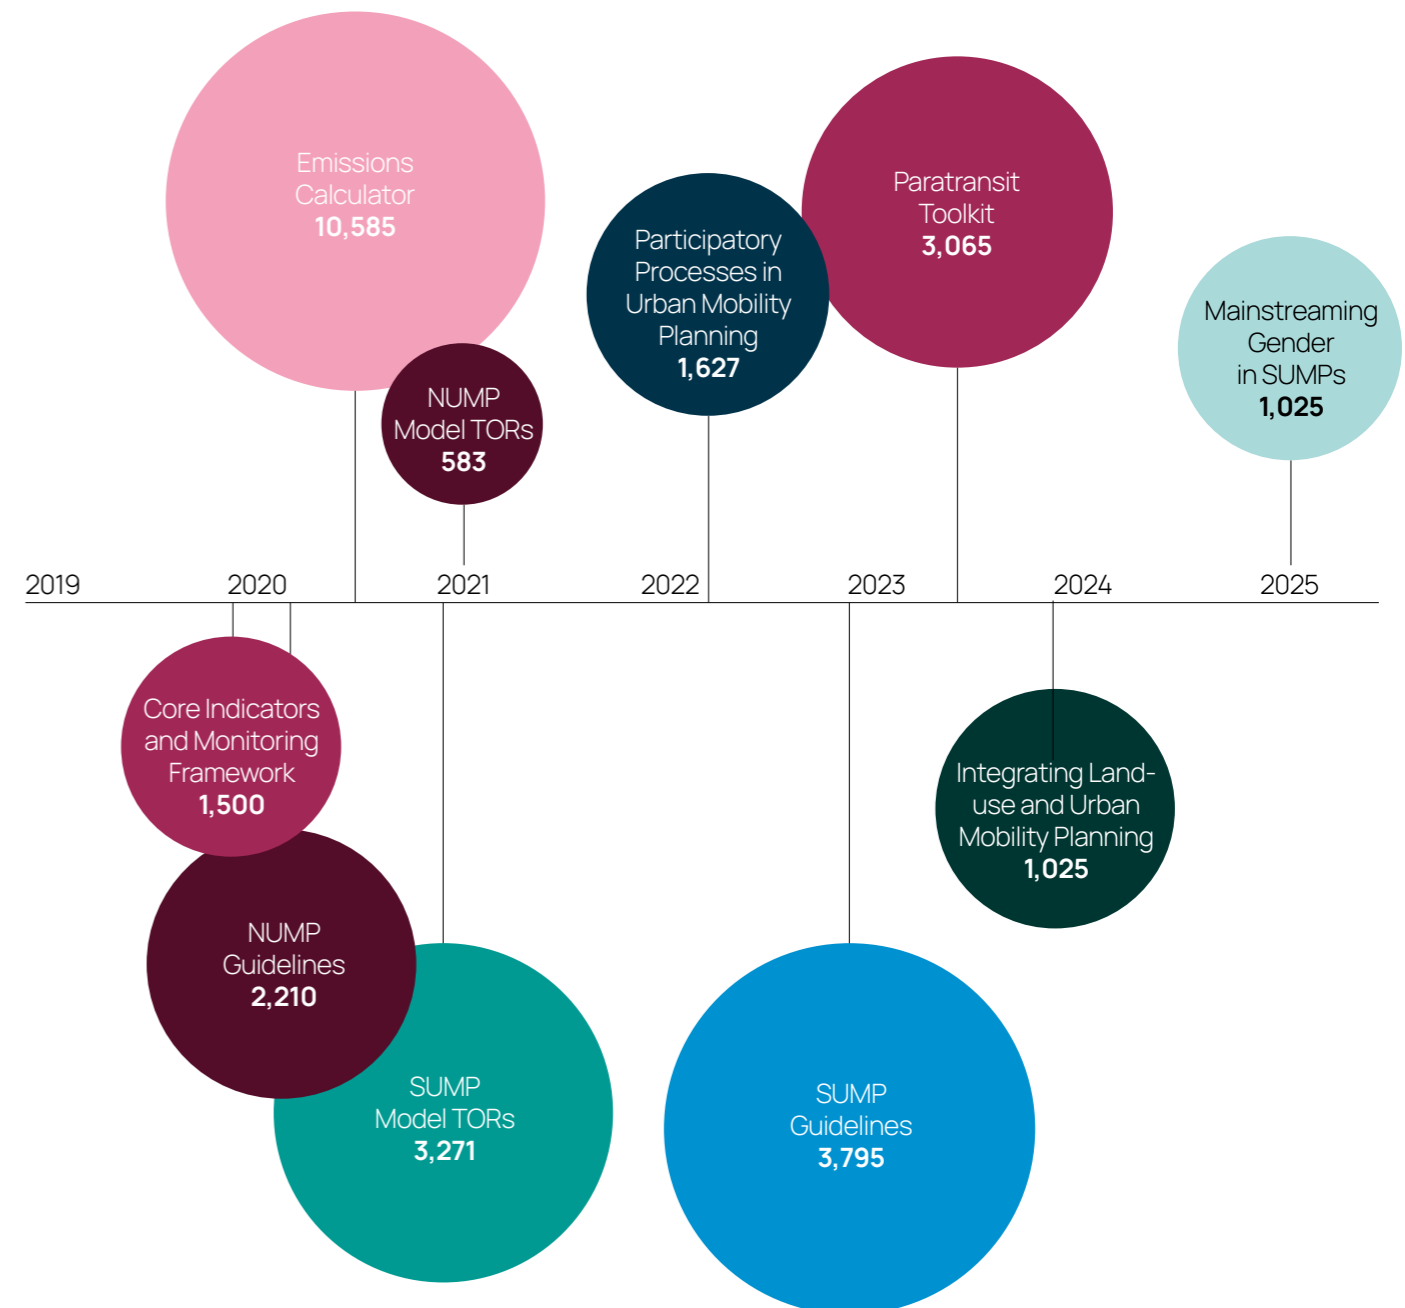 Emissions
Calculator
10,585
NUMP
Model TORs
583
Participatory
Processes in
Urban Mobility
Planning
1,627
Paratransit
Toolkit
3,065
Mainstreaming
Gender
in SUMPs
1,025
2019 2020 2021 2022 2023 2024 2025
Core Indicators
and Monitoring
Framework
1,500
NUMP
Guidelines
2,210
SUMP
Model TORs
3,271
SUMP
Guidelines
3,795
Integrating Land-
use and Urban
Mobility Planning
1,025